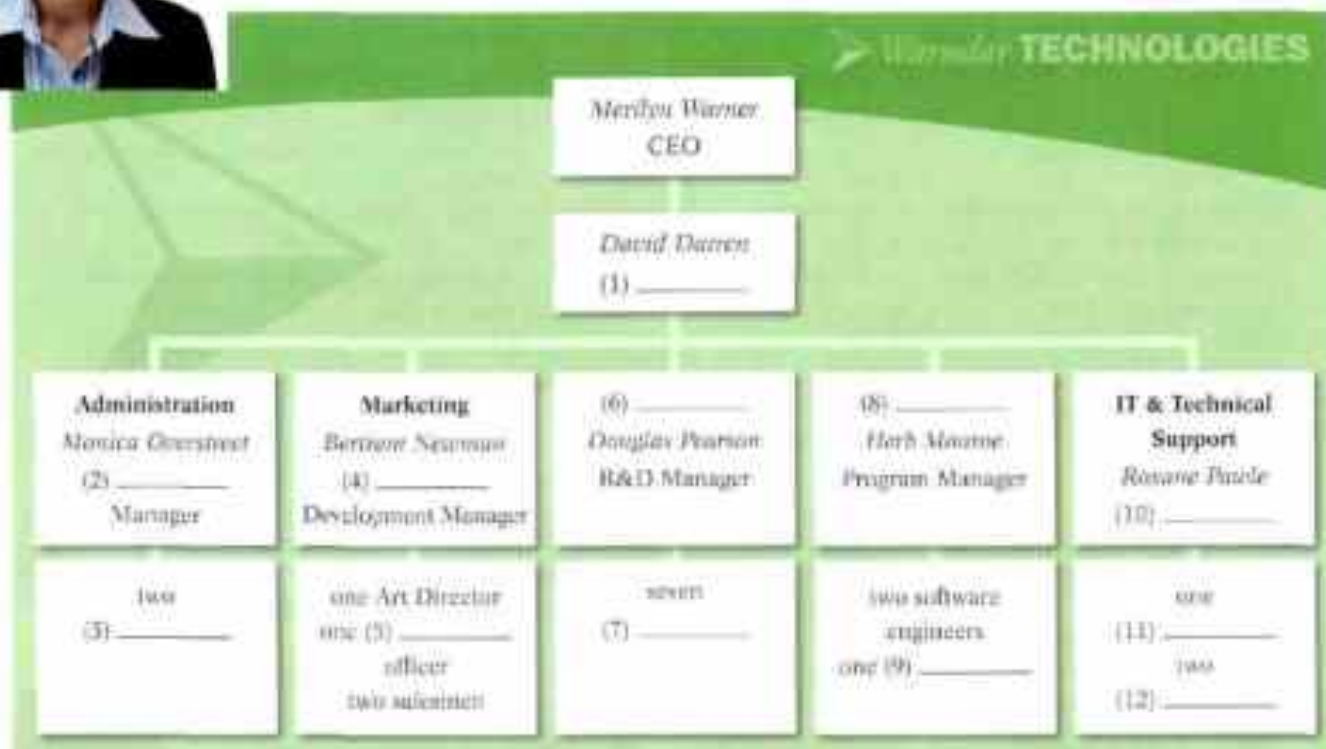 TECHNOLOGIES
Merilyn Warner
CEO
David Darren
(1) ________
Administration
Monica Overstreet
(2) ________
Manager
Marketing
Bertram Newman
(4) ________
Development Manager
(6) ________
Douglas Pearson
R&D Manager
(8) ________
Herb Monroe
Program Manager
IT & Technical
Support
Roxane Pawle
(10) ________
two
(3) ________
one Art Director
one (5) ________
officer
two salesmen
seven
(7) ________
two software
engineers
one (9) ________
one
(11) ________
two
(12) ________